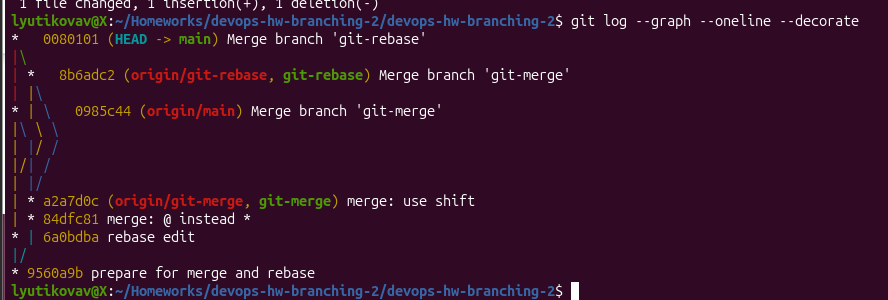 1 file changed, 1 insertion(+), 1 deletion(-)
lyutikovav@X:~/Homeworks/devops-hw-branching-2/devops-hw-branching-2$ git log --graph --oneline --decorate
*   0080101 (HEAD -> main) Merge branch 'git-rebase'
|\
| *   8b6adc2 (origin/git-rebase, git-rebase) Merge branch 'git-merge'
| |\
* | \   0985c44 (origin/main) Merge branch 'git-merge'
|\ \ \
| |/ /
|/| /
| |/
| * a2a7d0c (origin/git-merge, git-merge) merge: use shift
| * 84dfc81 merge: @ instead *
* | 6a0bdba rebase edit
|/
* 9560a9b prepare for merge and rebase
lyutikovav@X:~/Homeworks/devops-hw-branching-2/devops-hw-branching-2$